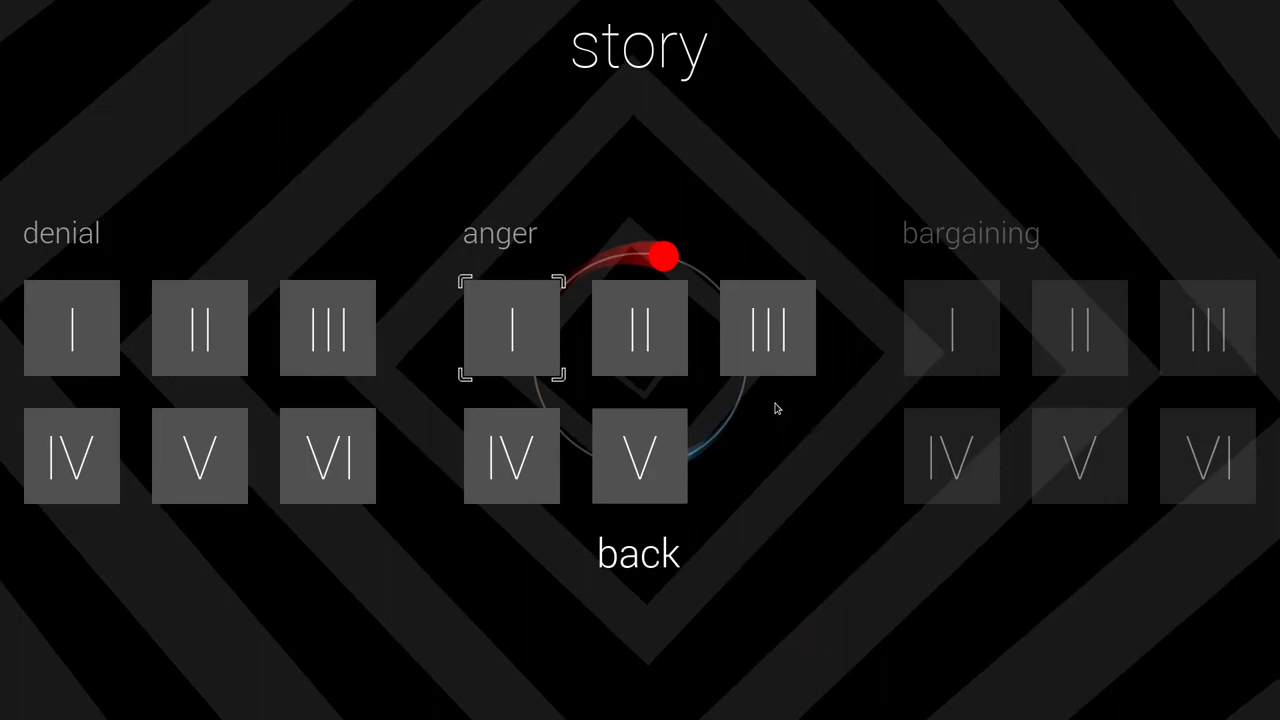 story
denial
anger
bargaining
I II III
I II III
I II III
IV V VI
IV V
IV V VI
back